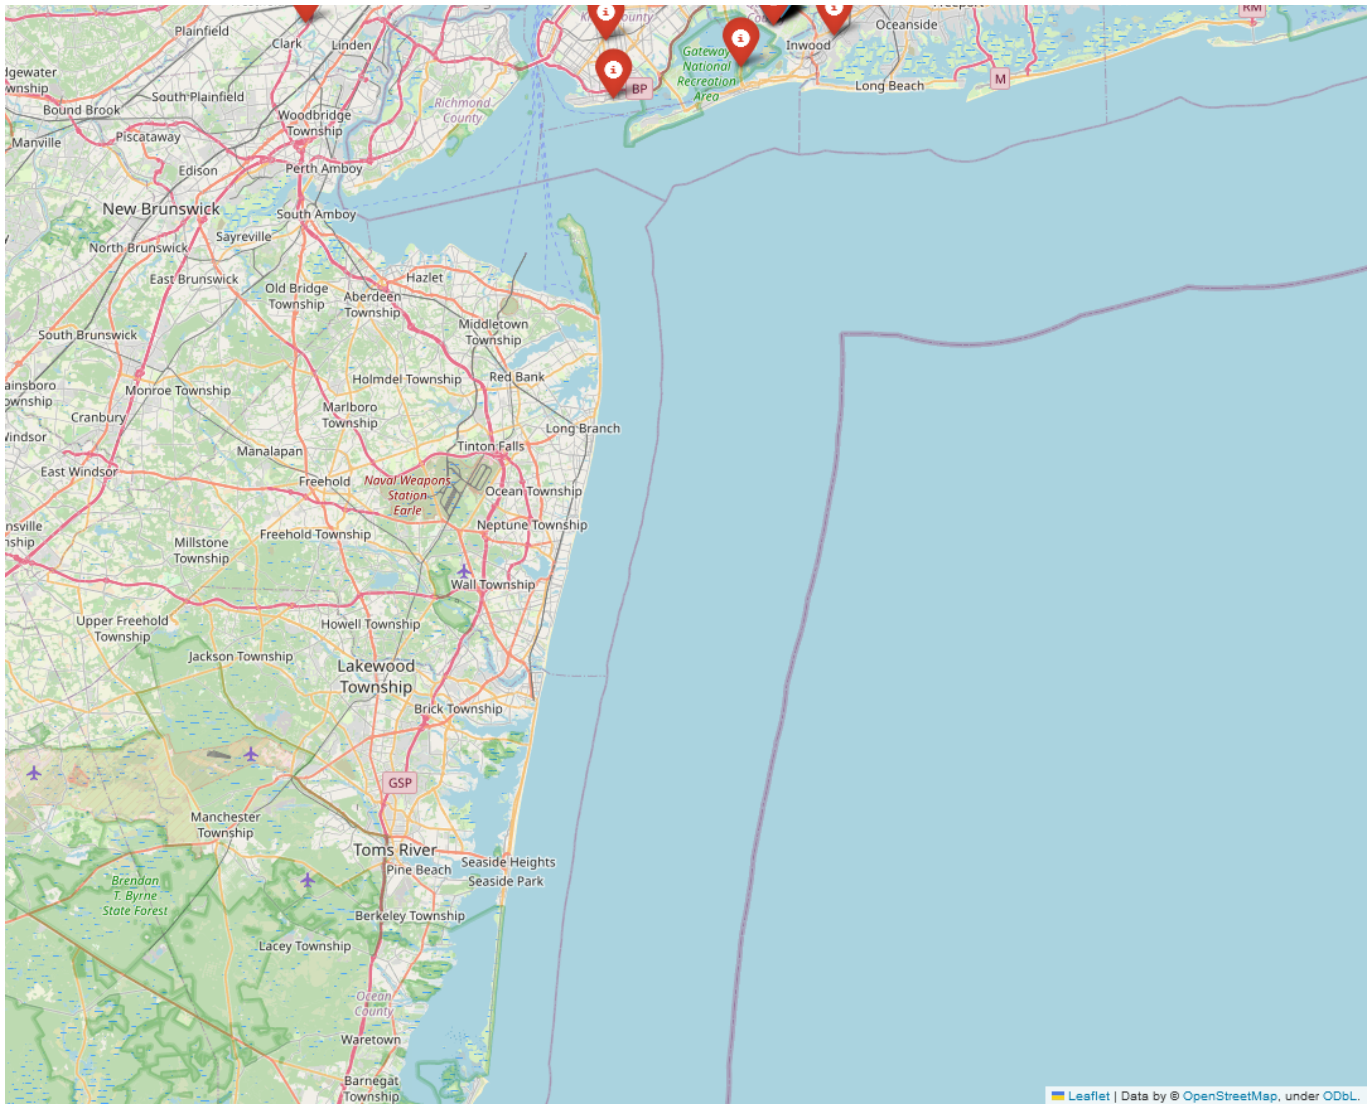 Plainfield
Clark
Linden
Oceanside
Inwood
RM
Gateway
National
Recreation
Area
BP
M
Long Beach
South Plainfield
Bound Brook
Richmond
County
Woodbridge
Township
Piscataway
Manville
Edison
Perth Amboy
New Brunswick
South Amboy
Sayreville
North Brunswick
East Brunswick
Hazlet
Old Bridge
Township
Aberdeen
Township
Middletown
Township
South Brunswick
Holmdel Township
Red Bank
Monroe Township
Marlboro
Township
Cranbury
Long Branch
Manalapan
Tinton Falls
East Windsor
Freehold
Naval Weapons
Station
Earle
Ocean Township
Neptune Township
Freehold Township
Millstone
Township
Wall Township
Upper Freehold
Township
Howell Township
Jackson Township
Lakewood
Township
Brick Township
GSP
Manchester
Township
Toms River
Seaside Heights
Pine Beach
Seaside Park
Brendan
T. Byrne
State Forest
Berkeley Township
Lacey Township
Ocean
County
Waretown
Barnegat
Township
Leaflet | Data by © OpenStreetMap, under ODbL.